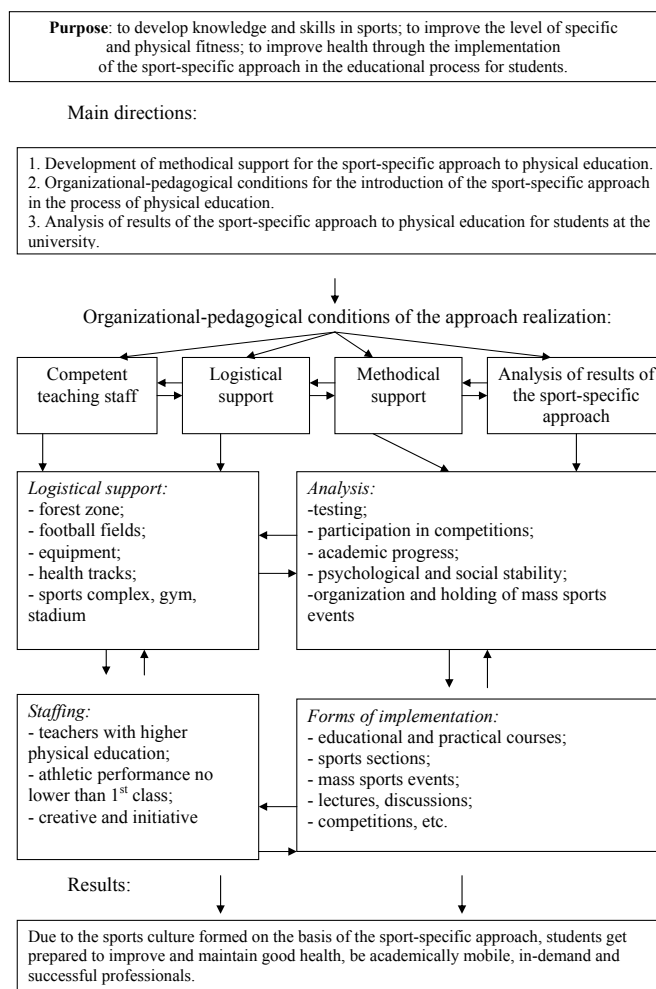 Purpose: to develop knowledge and skills in sports; to improve the level of specific
and physical fitness; to improve health through the implementation
of the sport-specific approach in the educational process for students.
Main directions:
1. Development of methodical support for the sport-specific approach to physical education.
2. Organizational-pedagogical conditions for the introduction of the sport-specific approach
in the process of physical education.
3. Analysis of results of the sport-specific approach to physical education for students at the
university.
Organizational-pedagogical conditions of the approach realization:
Competent
teaching staff
Logistical
support
Methodical
support
Analysis of results of
the sport-specific
approach
Logistical support:
- forest zone;
- football fields;
- equipment;
- health tracks;
- sports complex, gym,
stadium
Analysis:
-testing;
- participation in competitions;
- academic progress;
- psychological and social stability;
-organization and holding of mass sports
events
Staffing:
- teachers with higher
physical education;
- athletic performance no
lower than 1st class;
- creative and initiative
Forms of implementation:
- educational and practical courses;
- sports sections;
- mass sports events;
- lectures, discussions;
- competitions, etc.
Results:
Due to the sports culture formed on the basis of the sport-specific approach, students get
prepared to improve and maintain good health, be academically mobile, in-demand and
successful professionals.